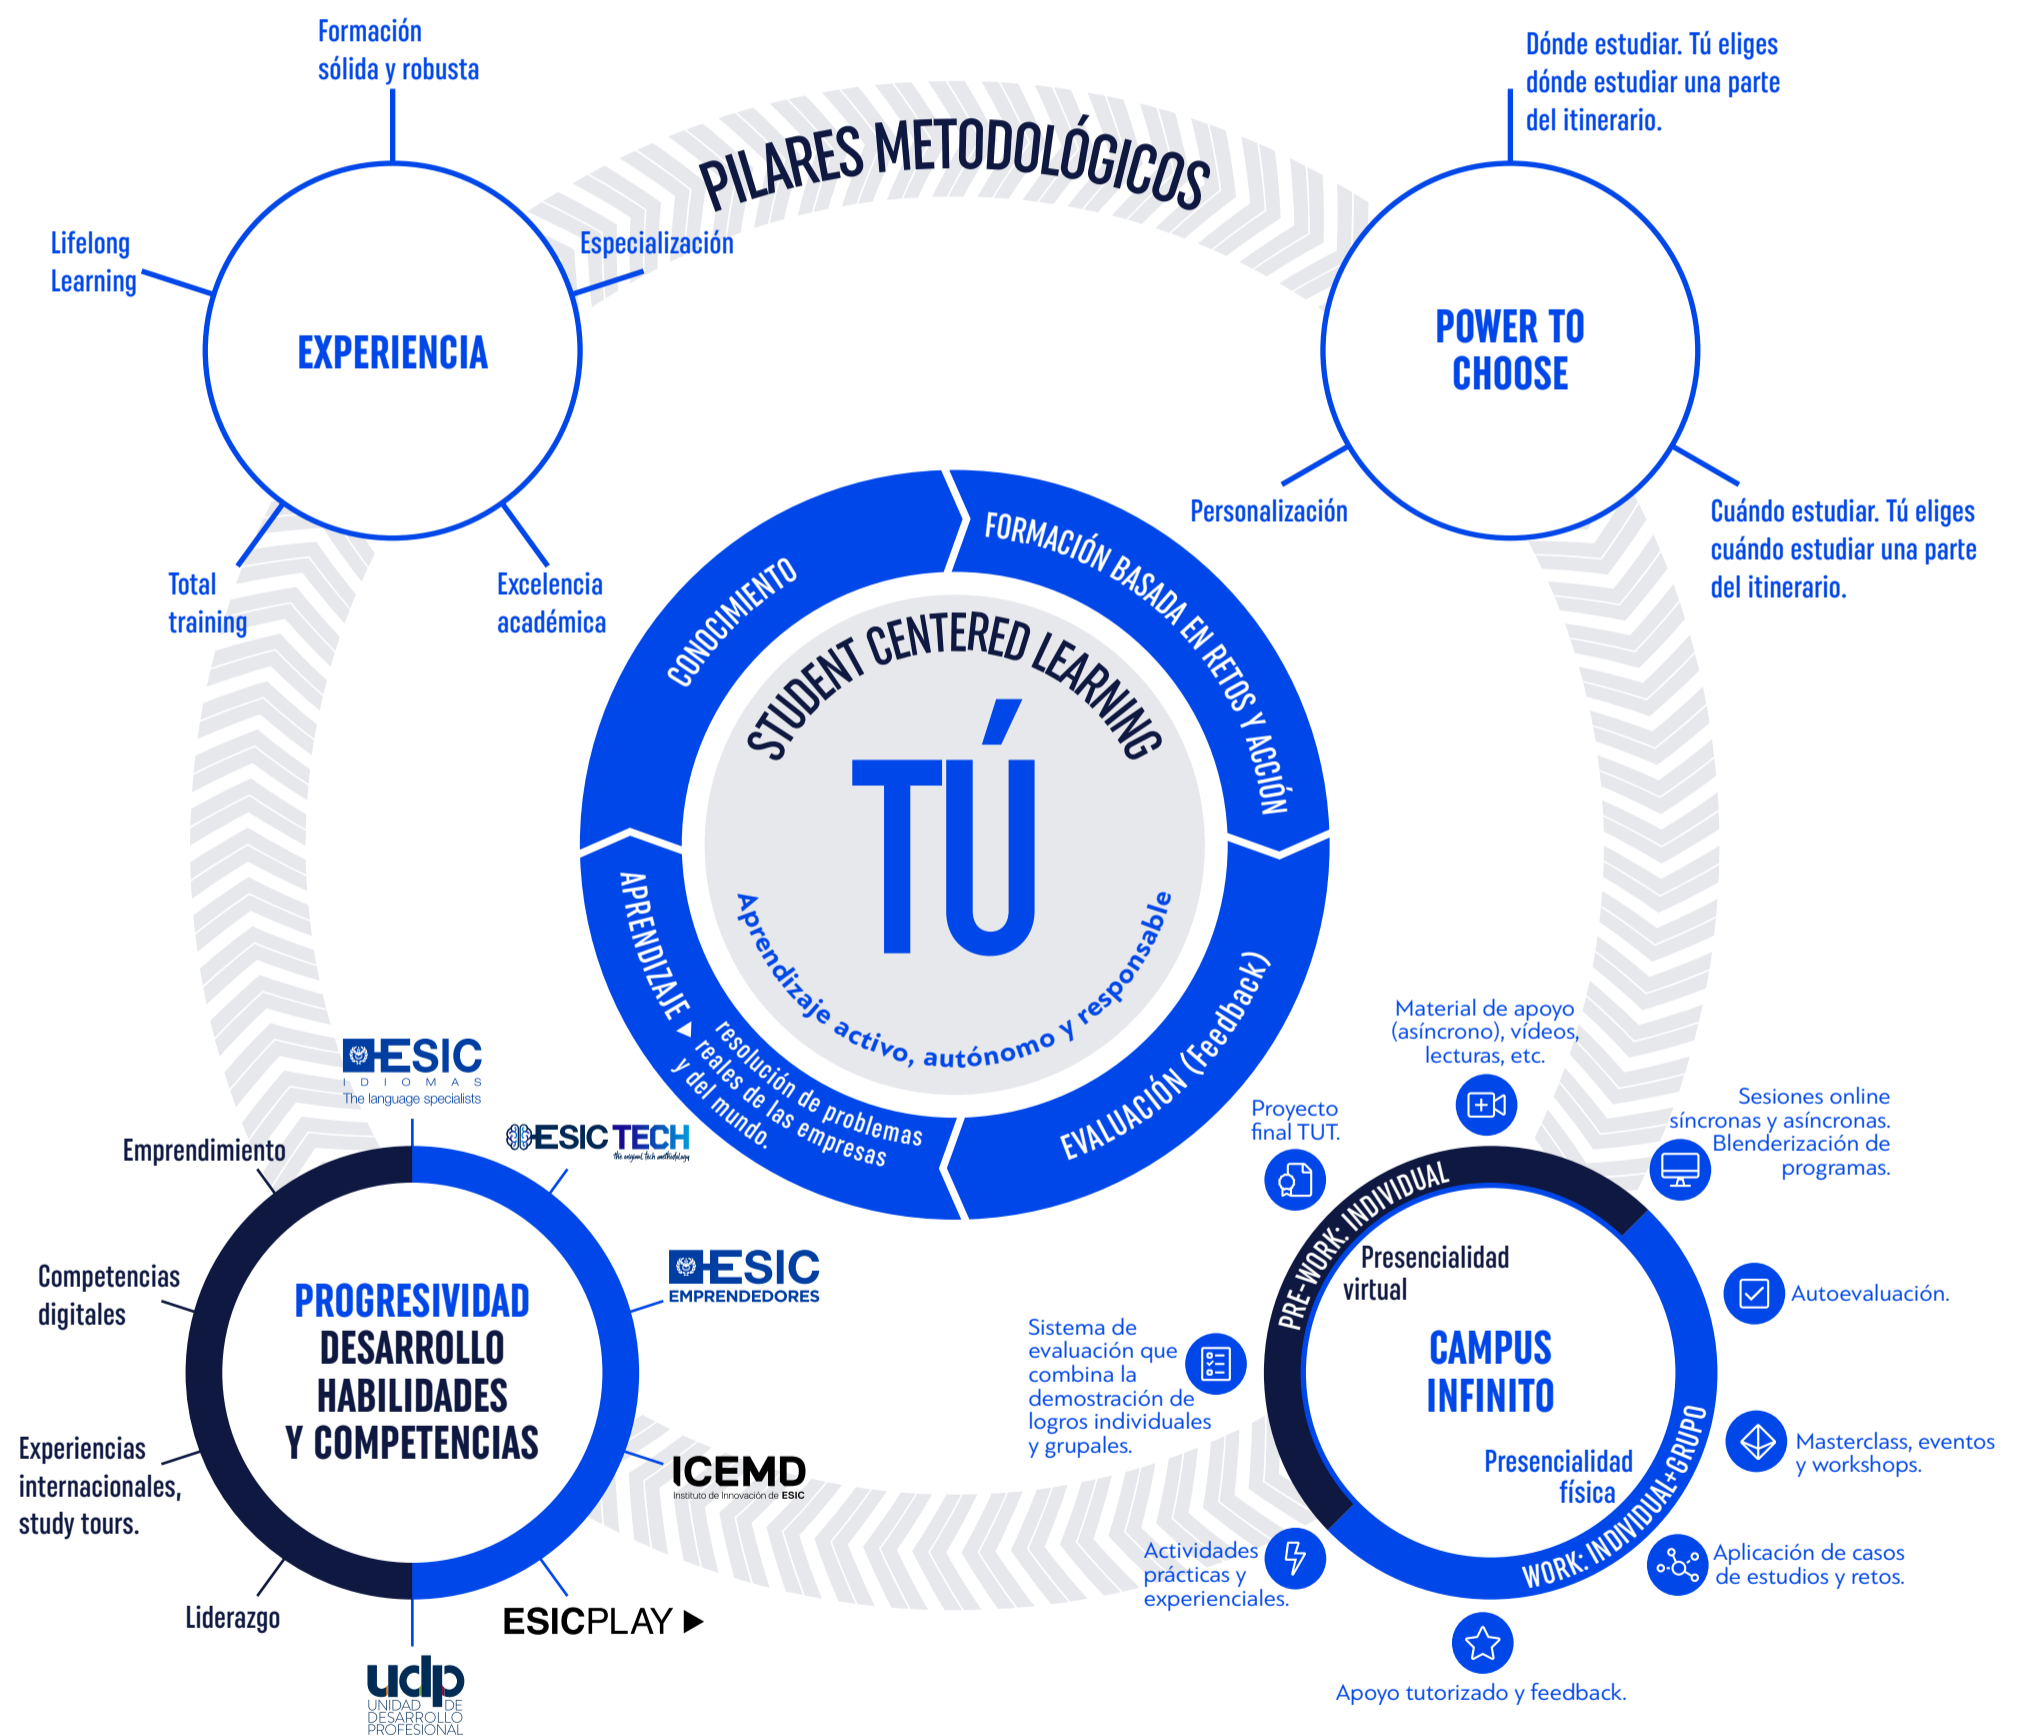 PILARES METODOLÓGICOS
Formación
sólida y robusta
Lifelong
Learning
Especialización
EXPERIENCIA
Total
training
Excelencia
académica
Dónde estudiar. Tú eliges
dónde estudiar una parte
del itinerario.
POWER TO
CHOOSE
Personalización
Cuándo estudiar. Tú eliges
cuándo estudiar una parte
del itinerario.
CONOCIMIENTO
FORMACIÓN BASADA EN RETOS Y ACCIÓN
EVALUACIÓN (Feedback)
APRENDIZAJE ▶ resolución de problemas
reales de las empresas
y del mundo.
STUDENT CENTERED LEARNING
TÚ
Aprendizaje activo, autónomo y responsable
ESIC
IDIOMAS
The language specialists
ESIC TECH
the original tech methodology
ESIC
EMPRENDEDORES
ICEMD
Instituto de Innovación de ESIC
ESICPLAY ▶
udp
UNIDAD DE
DESARROLLO
PROFESIONAL
Emprendimiento
Competencias
digitales
Experiencias
internacionales,
study tours.
Liderazgo
PROGRESIVIDAD
DESARROLLO
HABILIDADES
Y COMPETENCIAS
Material de apoyo
(asíncrono), vídeos,
lecturas, etc.
Sesiones online
síncronas y asíncronas.
Blenderización de
programas.
Autoevaluación.
Masterclass, eventos
y workshops.
Aplicación de casos
de estudios y retos.
Apoyo tutorizado y feedback.
Actividades
prácticas y
experienciales.
Sistema de
evaluación que
combina la
demostración de
logros individuales
y grupales.
Proyecto
final TUT.
PRE-WORK: INDIVIDUAL
Presencialidad
virtual
CAMPUS
INFINITO
Presencialidad
física
WORK: INDIVIDUAL+GRUPO